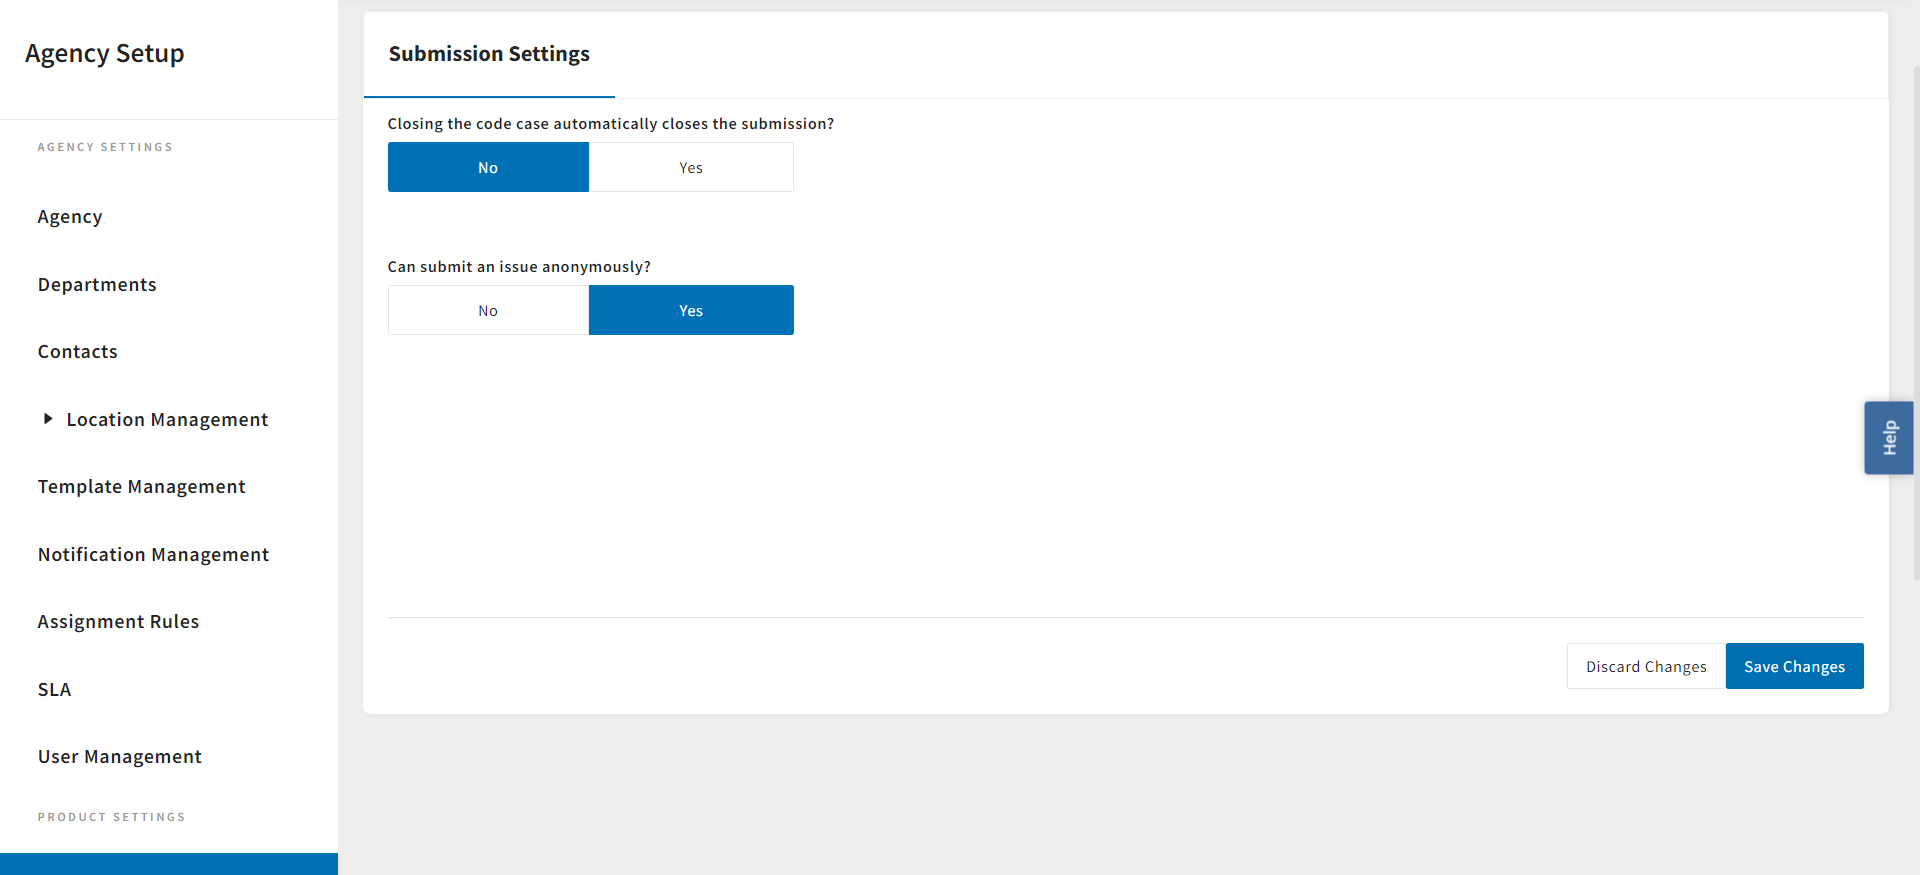 Agency Setup
AGENCY SETTINGS
Agency
Departments
Contacts
Location Management
Template Management
Notification Management
Assignment Rules
SLA
User Management
PRODUCT SETTINGS
Submission Settings
Closing the code case automatically closes the submission?
No Yes
Can submit an issue anonymously?
No Yes
Discard Changes Save Changes
Help